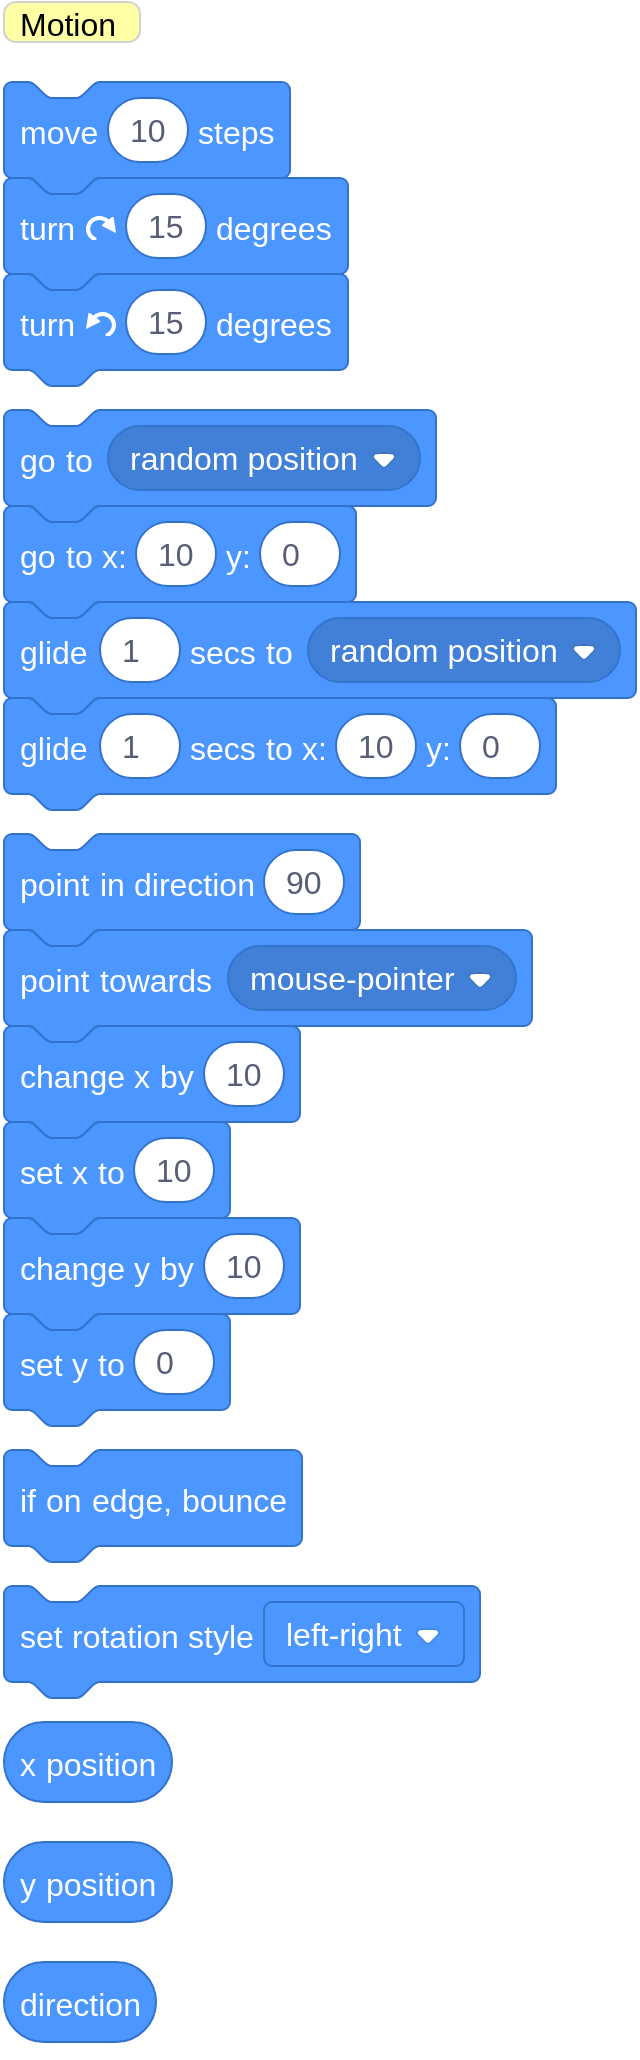 Motion
move 10 steps
turn 15 degrees
turn 15 degrees
go to random position
go to x: 10 y: 0
glide 1 secs to random position
glide 1 secs to x: 10 y: 0
point in direction 90
point towards mouse-pointer
change x by 10
set x to 10
change y by 10
set y to 0
if on edge, bounce
set rotation style left-right
x position
y position
direction